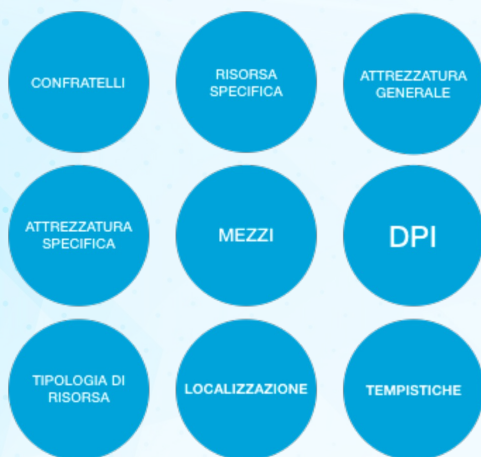 CONFRATELLI
RISORSA
SPECIFICA
ATTREZZATURA
GENERALE
ATTREZZATURA
SPECIFICA
MEZZI
DPI
TIPOLOGIA DI
RISORSA
LOCALIZZAZIONE
TEMPISTICHE